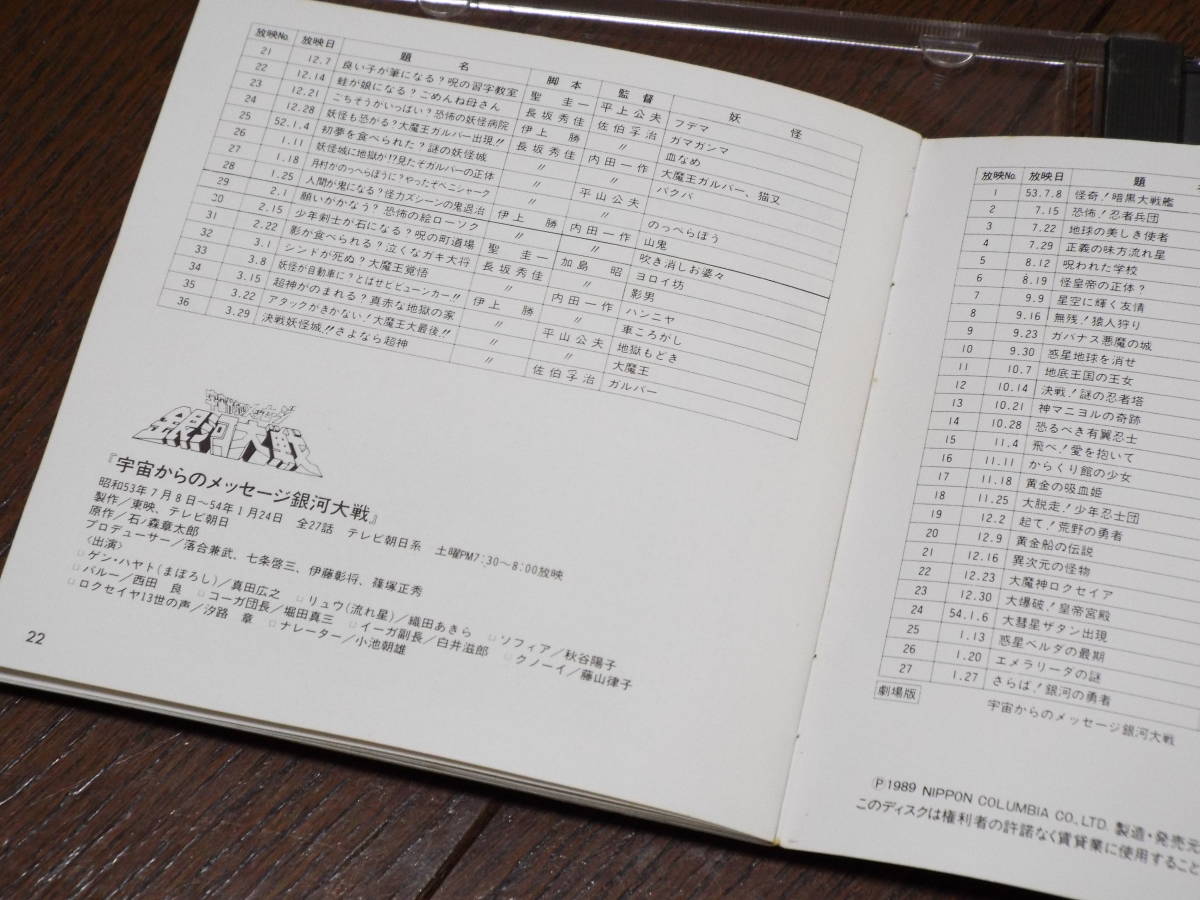 放映No. 放映日 題 名 脚 本 監 督 妖 怪
21 12.7 良い子が筆になる?呪の習字教室 聖 圭一 平上公夫 フデマ
22 12.14 鮭が娘になる?ごめんね母さん 長坂秀佳 佐伯孚治 ガマガンマ
23 12.21 こちそうがいっぱい?恐怖の妖怪病院 伊上 勝 〃 血なめ
24 12.28 妖怪も恐がる?大魔王ガルバー出現!! 長坂秀佳 内田一作 大魔王ガルバー、猫又
25 52.1.4 初夢を食べられた?謎の妖怪城 〃 〃 バクバ
26 1.11 妖怪城に地獄が!?見たぞガルバーの正体 〃 平山公夫
27 1.18 月村がのっぺらぼうに?やったぞベニシャーク 〃 〃 のっぺらぼう
28 1.25 人間が鬼になる?怪力ズシーンの鬼退治 伊上 勝 内田一作 山鬼
29 2.1 願いがかなう?恐怖の絵ローソク 〃 〃 吹き消しお婆々
30 2.15 少年剣士が石になる?呪の町道場 聖 圭一 加島 昭 ヨロイ坊
31 2.22 影が食べられる?泣くなガキ大将 長坂秀佳 〃 影男
32 3.1 シンドが死ぬ?大魔王覚悟 〃 内田一作 ハンニヤ
33 3.8 妖怪が自動車に?とばせヒビューンカー!! 伊上 勝 〃 車ころがし
34 3.15 超神がのまれる?真赤な地獄の家 〃 平山公夫 地獄もどき
35 3.22 アタックがきかない!大魔王大最後!! 〃 〃 大魔王
36 3.29 決戦妖怪城!!さよなら超神 〃 佐伯孚治 ガルバー
銀河大戦
『宇宙からのメッセージ銀河大戦』
昭和53年7月8日〜54年1月24日 全27話 テレビ朝日系 土曜PM7:30〜8:00放映
製作/東映、テレビ朝日
原作/石ノ森章太郎
プロデューサー/落合兼武、七条啓三、伊藤彰将、篠塚正秀
〈出演〉
□ゲン・ハヤト(まぼろし)/真田広之 □リュウ(流れ星)/織田あきら □ソフィア/秋谷陽子
□バルー/西田 良 □コーガ団長/堀田真三 □イーガ副長/白井滋郎 □クノーイ/藤山律子
□ロクセイヤ13世の声/汐路 章 □ナレーター/小池朝雄
22
放映No. 放映日 題
1 53.7.8 怪奇!暗黒大戦艦
2 7.15 恐怖!忍者兵団
3 7.22 地球の美しき使者
4 7.29 正義の味方流れ星
5 8.12 呪われた学校
6 8.19 怪皇帝の正体?
7 9.9 星空に輝く友情
8 9.16 無残!猿人狩り
9 9.23 ガバナス悪魔の城
10 9.30 惑星地球を消せ
11 10.7 地底王国の王女
12 10.14 決戦!謎の忍者塔
13 10.21 神マニヨルの奇跡
14 10.28 恐るべき有翼忍士
15 11.4 飛べ!愛を抱いて
16 11.11 からくり館の少女
17 11.18 黄金の吸血姫
18 11.25 大脱走!少年忍士団
19 12.2 起て!荒野の勇者
20 12.9 黄金船の伝説
21 12.16 異次元の怪物
22 12.23 大魔神ロクセイア
23 12.30 大爆破!皇帝宮殿
24 54.1.6 大彗星ザタン出現
25 1.13 惑星ベルダの最期
26 1.20 エメラリーダの謎
27 1.27 さらば!銀河の勇者
劇場版 宇宙からのメッセージ銀河大戦
Ⓟ1989 NIPPON COLUMBIA CO.,LTD. 製造・発売元
このディスクは権利者の許諾なく賃貸業に使用すること